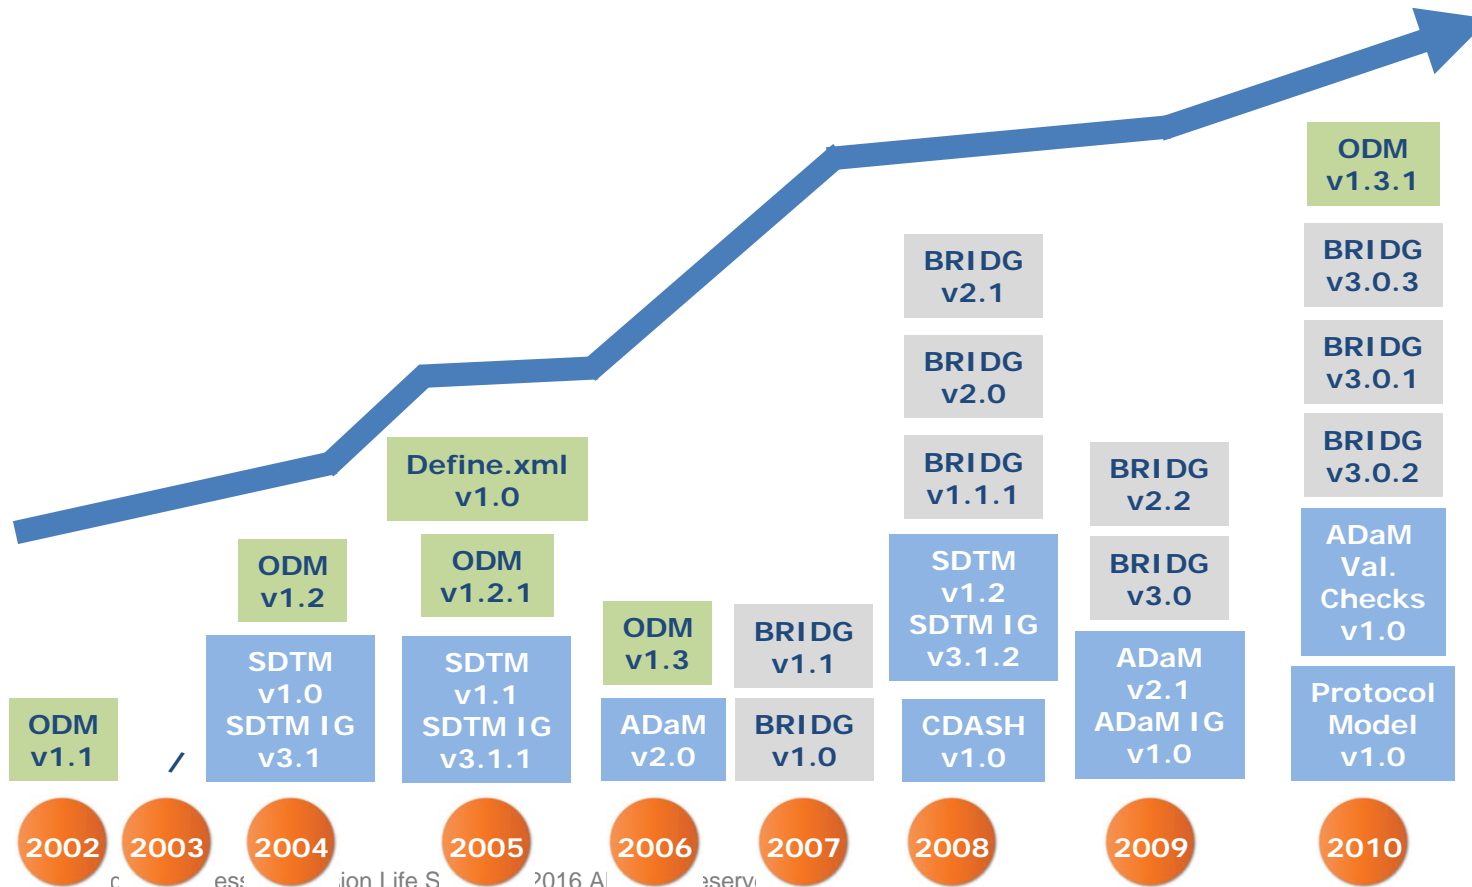 ODM
v1.3.1
BRIDG
v2.1
BRIDG
v3.0.3
BRIDG
v2.0
BRIDG
v3.0.1
Define.xml
v1.0
BRIDG
v1.1.1
BRIDG
v2.2
BRIDG
v3.0.2
ODM
v1.2
ODM
v1.2.1
SDTM
v1.2
SDTM IG
v3.1.2
BRIDG
v3.0
ADaM
Val.
Checks
v1.0
ODM
v1.1
/
SDTM
v1.0
SDTM IG
v3.1
SDTM
v1.1
SDTM IG
v3.1.1
ODM
v1.3
ADaM
v2.0
BRIDG
v1.1
BRIDG
v1.0
CDASH
v1.0
ADaM
v2.1
ADaM IG
v1.0
Protocol
Model
v1.0
2002 2003 2004 2005 2006 2007 2008 2009 2010
Life 2016